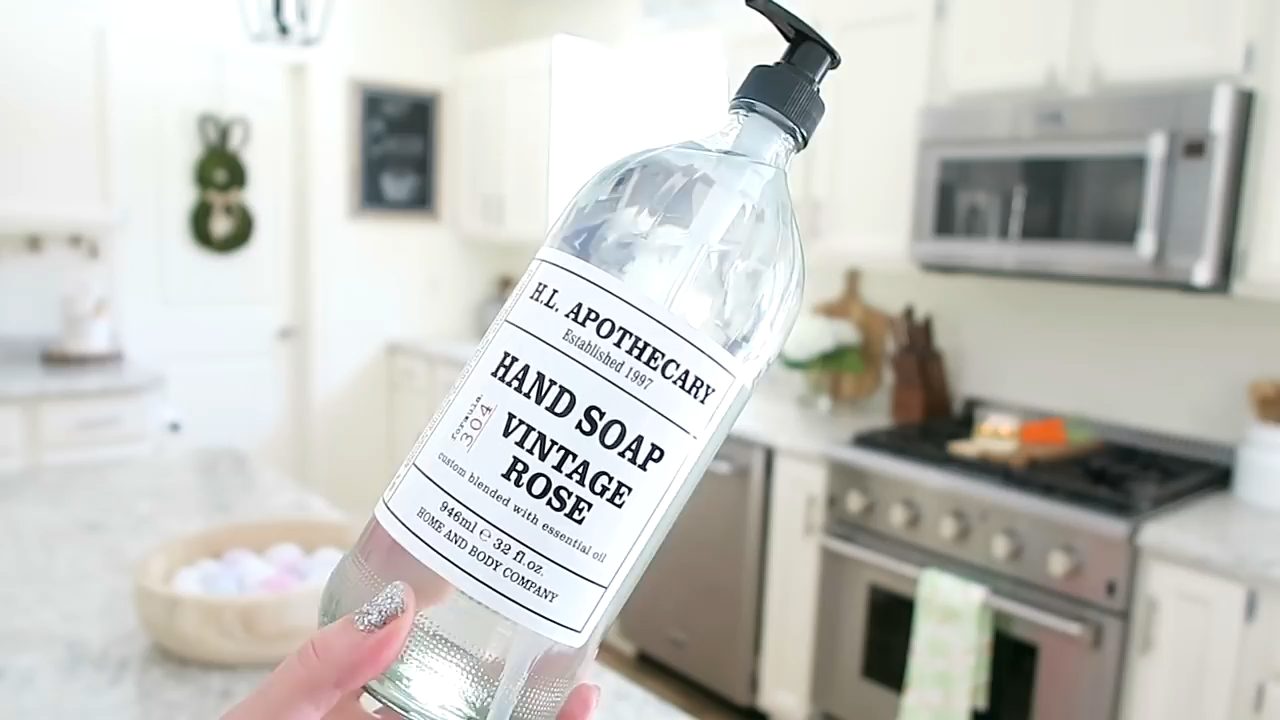 H.L. APOTHECARY
Established 1997
HAND SOAP
Formula.
304
VINTAGE
ROSE
custom blended with essential oil
946ml ℮ 32 fl.oz.
HOME AND BODY COMPANY